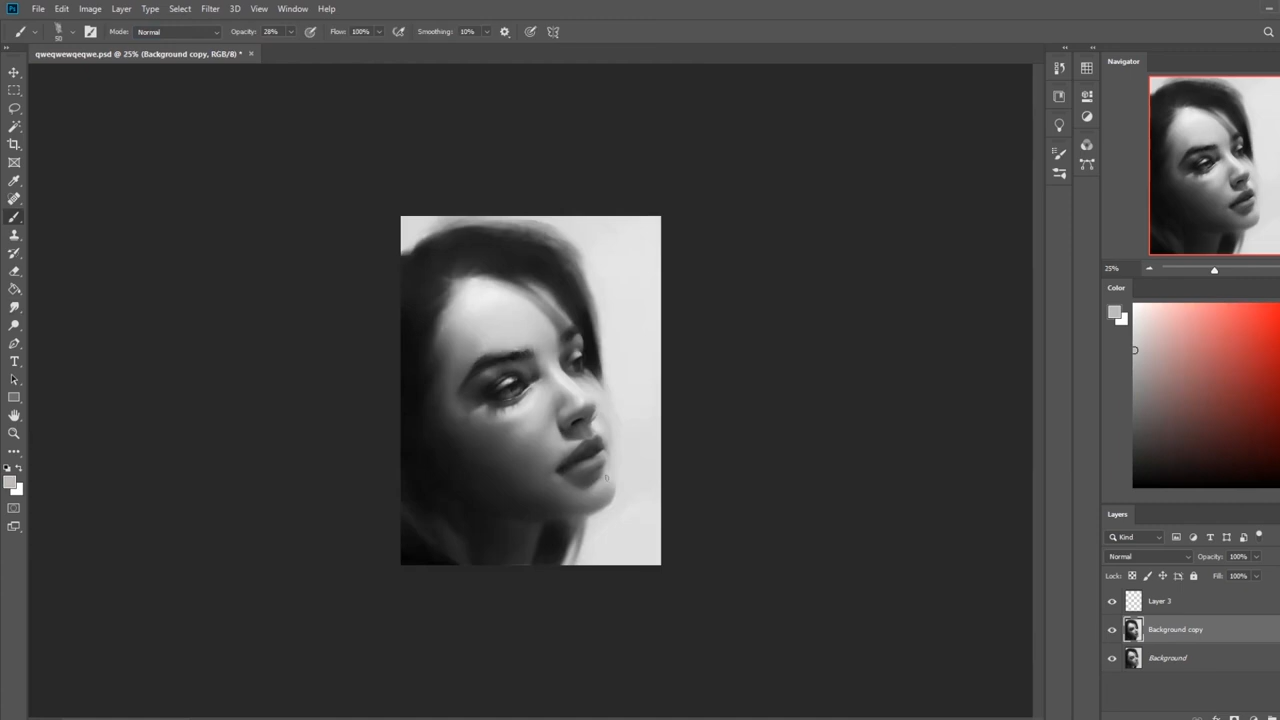 Ps File Edit Image Layer Type Select Filter 3D View Window Help
50 Mode: Normal Opacity: 28% Flow: 100% Smoothing: 10%
qweqwewqeqwe.psd @ 25% (Background copy, RGB/8) * ×
Navigator
25%
Color
Layers
Kind
Normal Opacity: 100%
Lock: Fill: 100%
Layer 3
Background copy
Background